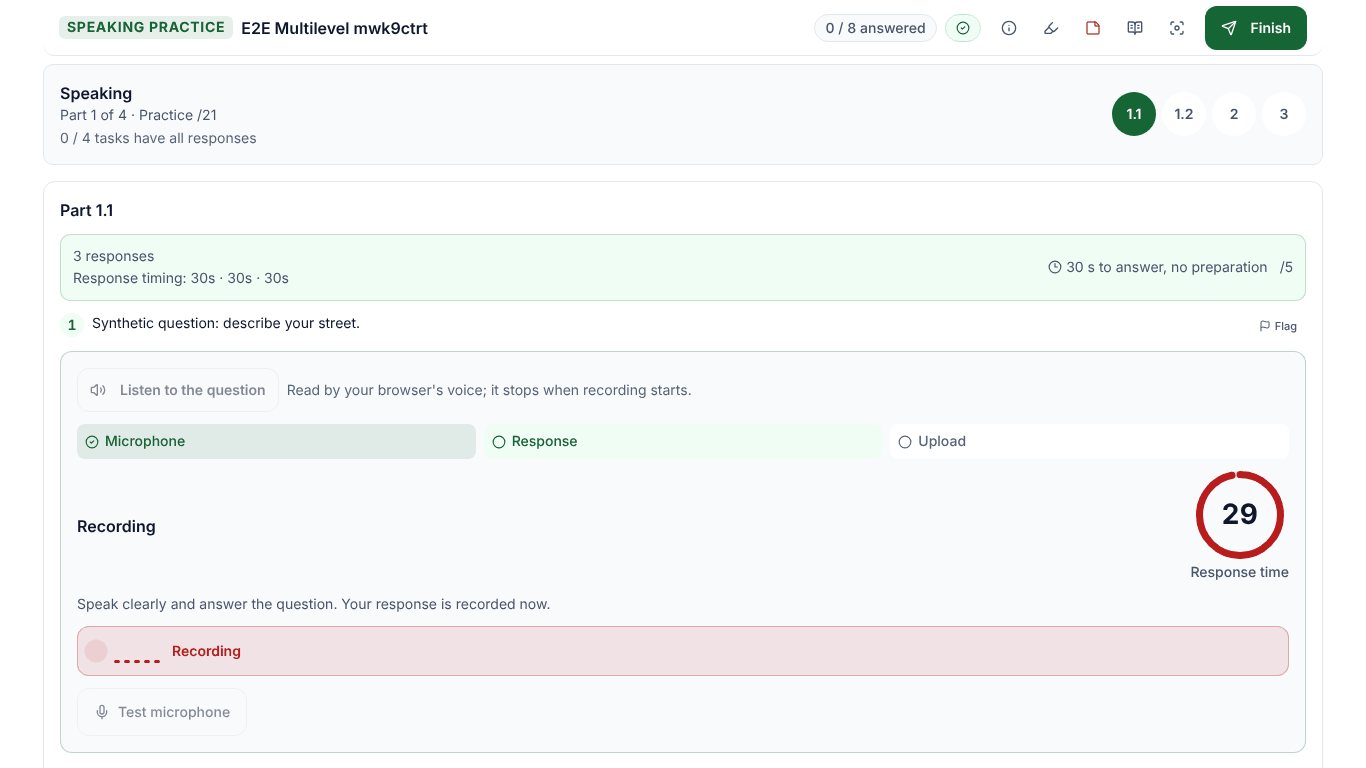 SPEAKING PRACTICE E2E Multilevel mwk9ctrt 0 / 8 answered Finish
Speaking
Part 1 of 4 · Practice /21
0 / 4 tasks have all responses
1.1 1.2 2 3
Part 1.1
3 responses
Response timing: 30s · 30s · 30s
30 s to answer, no preparation /5
1 Synthetic question: describe your street. Flag
Listen to the question Read by your browser's voice; it stops when recording starts.
Microphone Response Upload
29
Recording
Response time
Speak clearly and answer the question. Your response is recorded now.
Recording
Test microphone